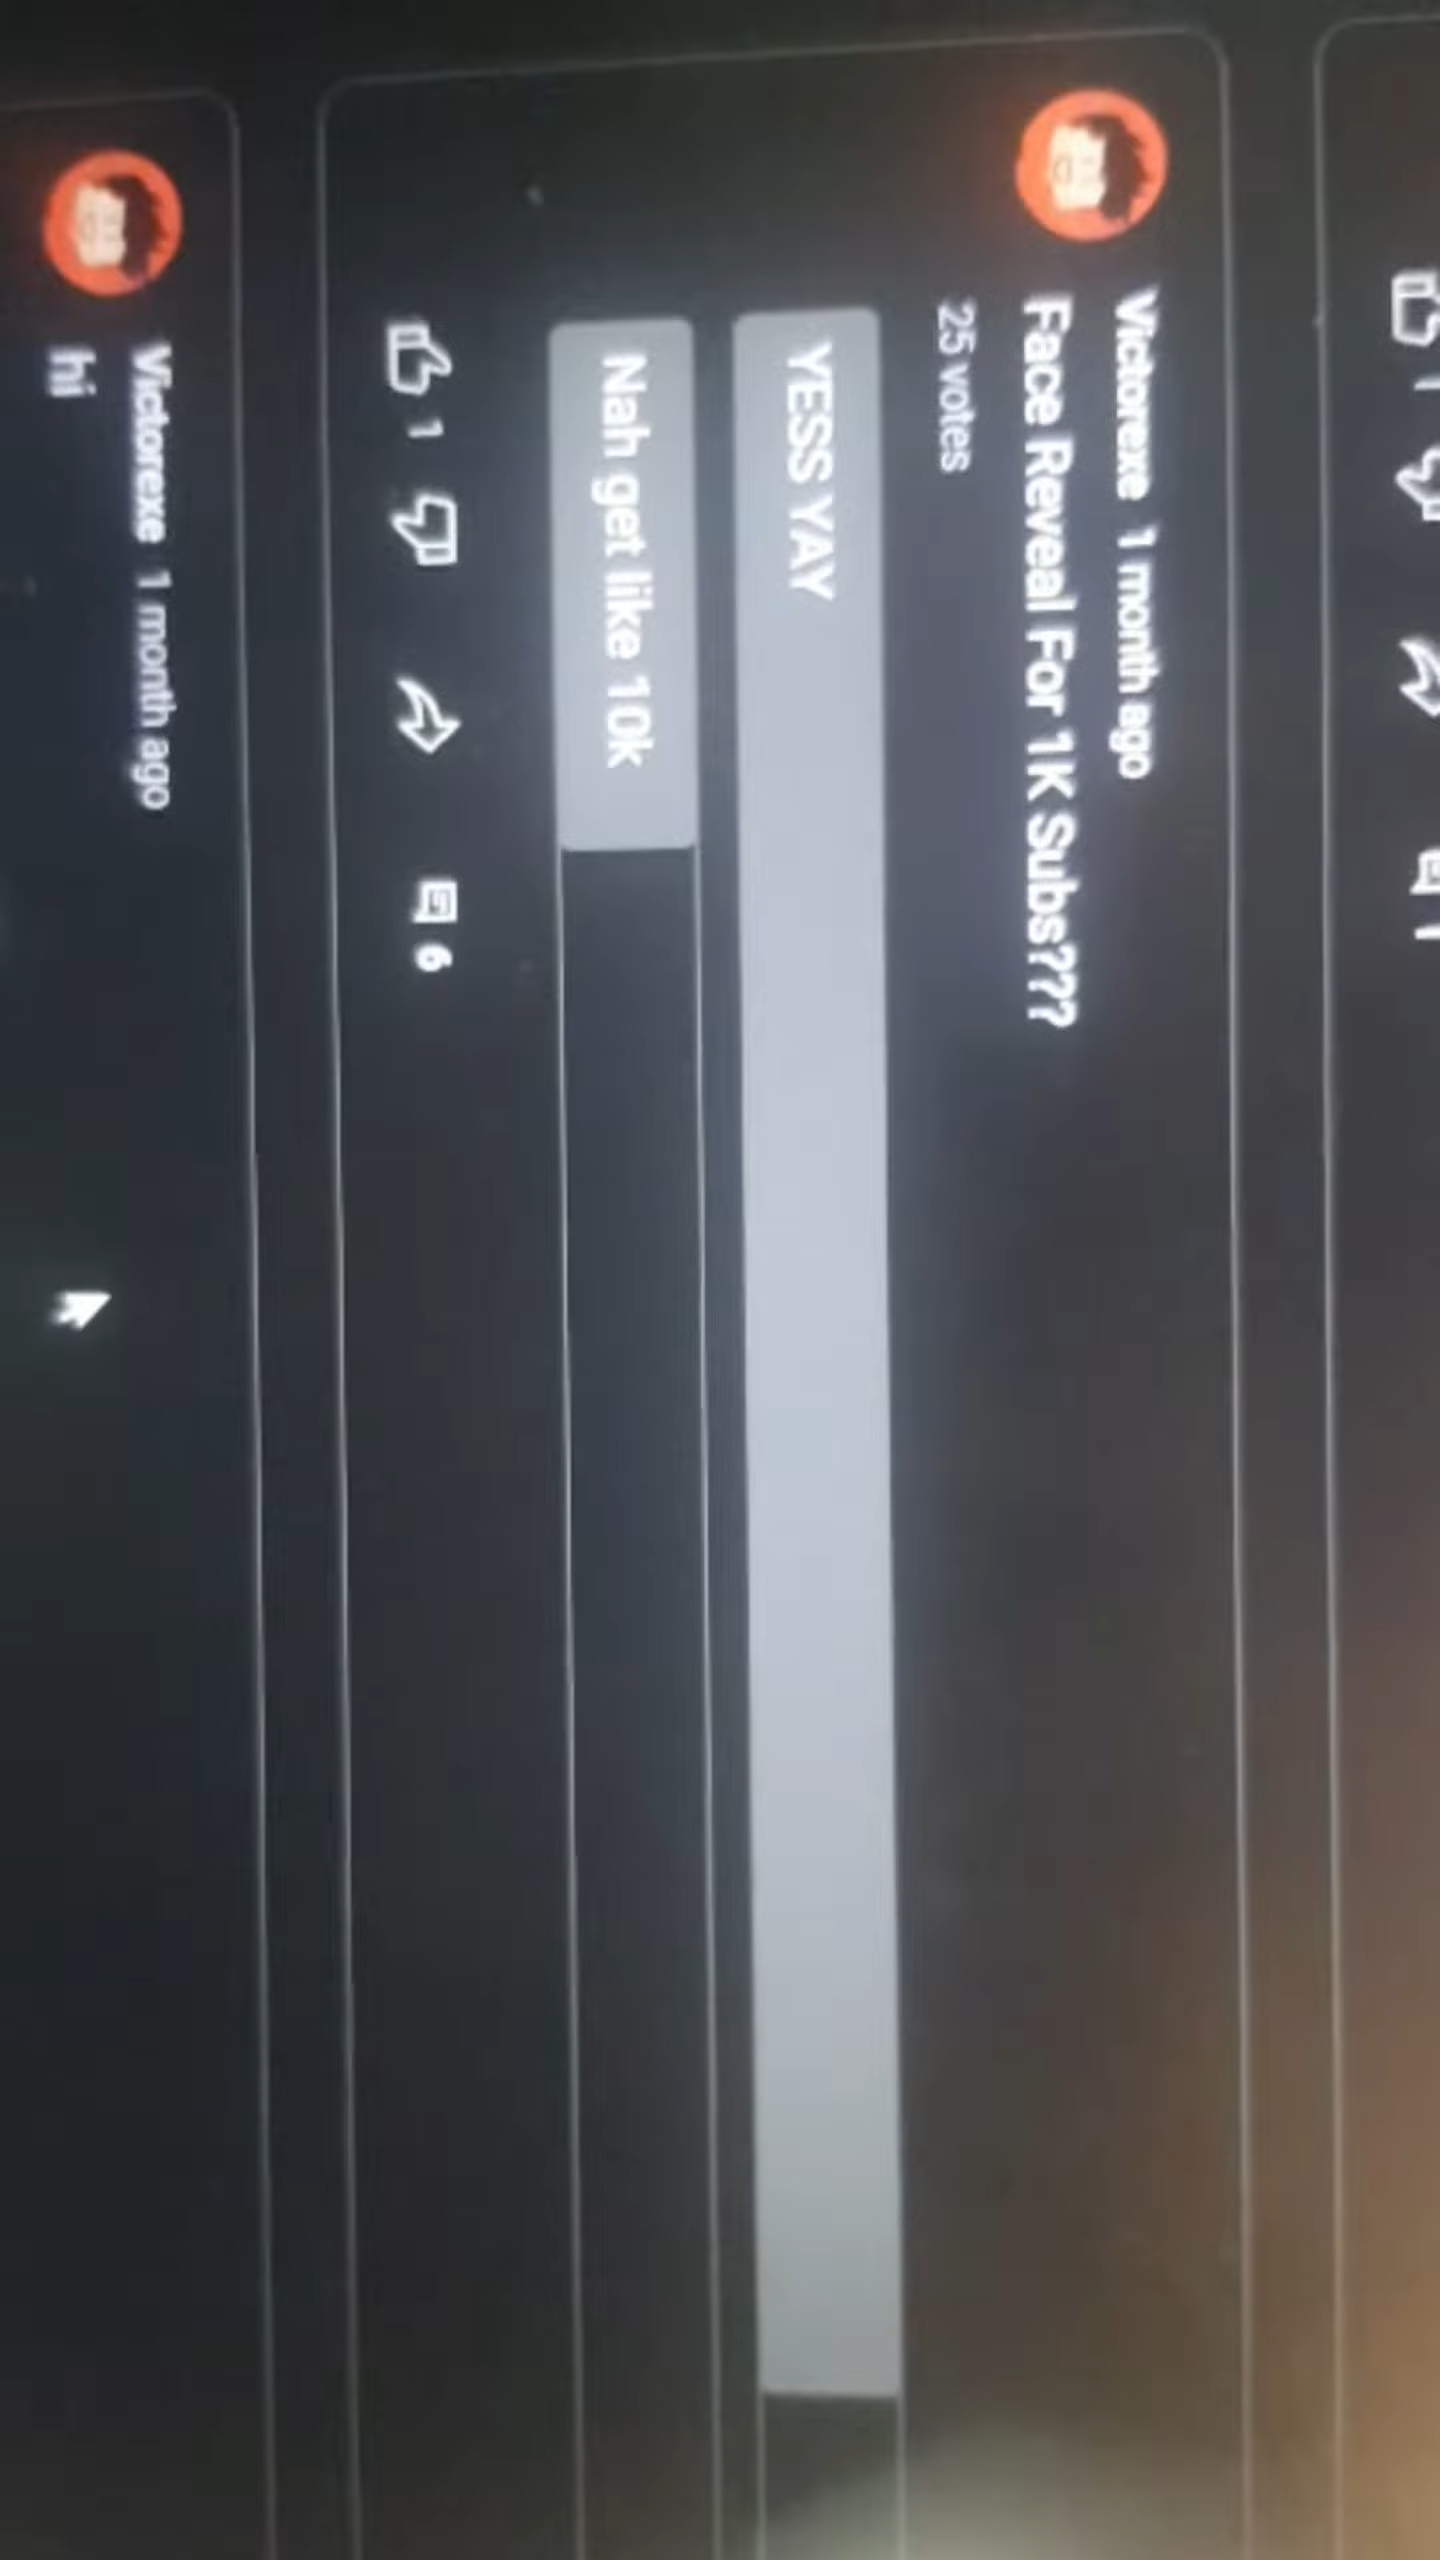 Victorexe 1 month ago
Face Reveal For 1K Subs???
25 votes
YESS YAY
Nah get like 10k
1
6
Victorexe 1 month ago
hi